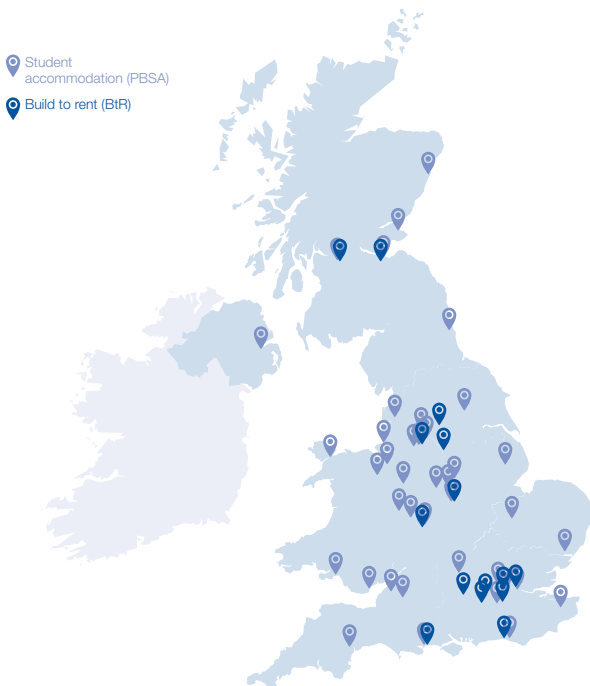 Student
accommodation (PBSA)
Build to rent (BtR)